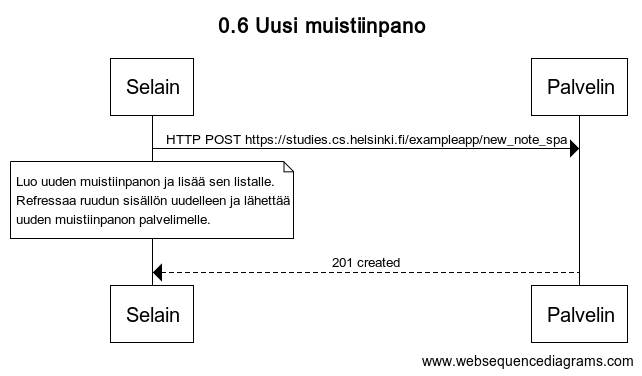 0.6 Uusi muistiinpano
Selain
Palvelin
HTTP POST https://studies.cs.helsinki.fi/exampleapp/new_note_spa
Luo uuden muistiinpanon ja lisää sen listalle.
Refressaa ruudun sisällön uudelleen ja lähettää
uuden muistiinpanon palvelimelle.
201 created
Selain
Palvelin
www.websequencediagrams.com